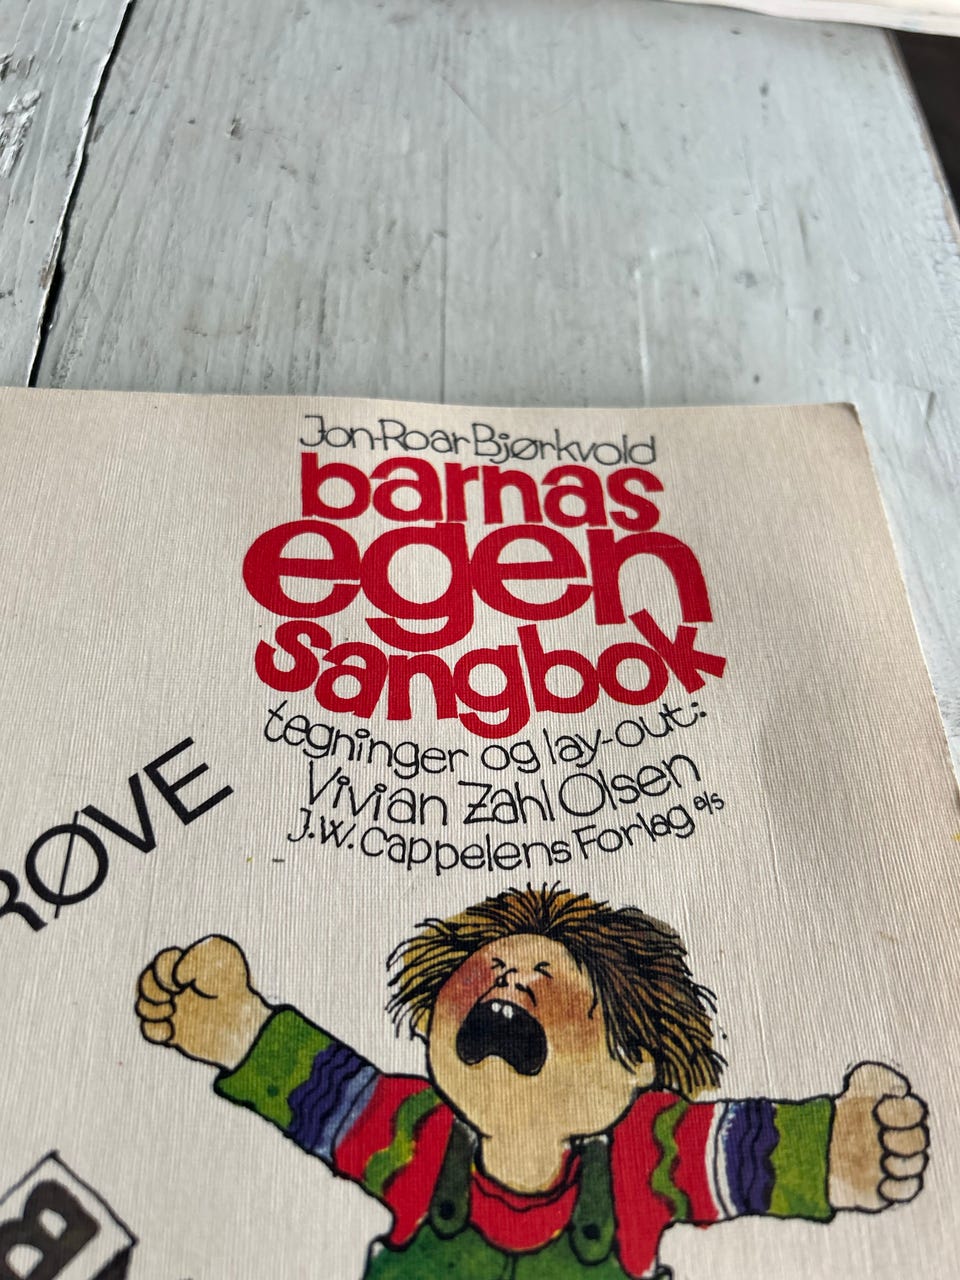 Jon-Roar Bjørkvold
barnas
egen
sangbok
tegninger og lay-out:
Vivian Zahl Olsen
J.W. Cappelens Forlag a/s
RØVE
B